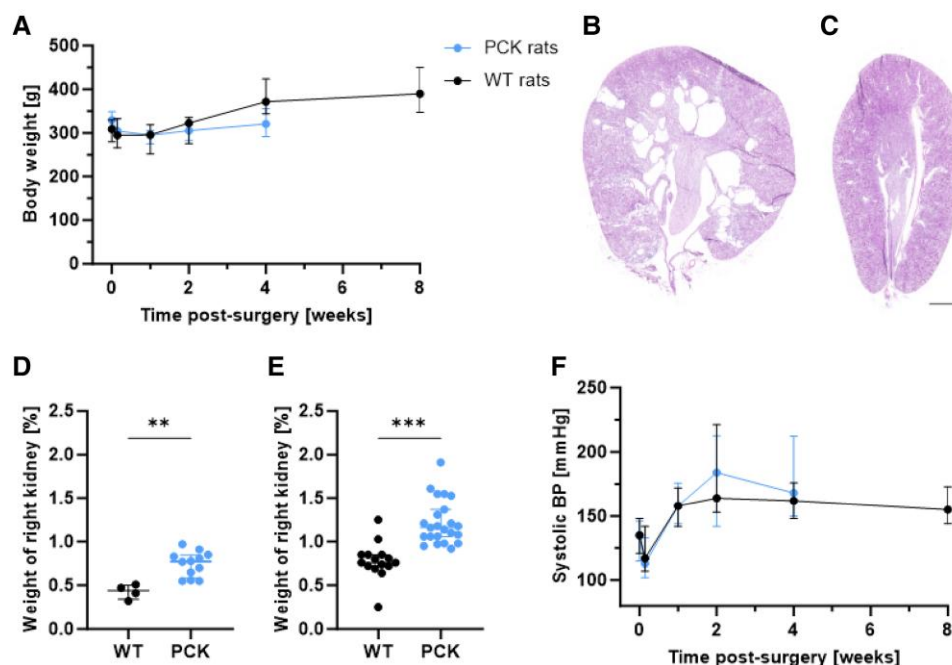 A
Body weight [g]
500
400
300
200
100
0
0 2 4 6 8
Time post-surgery [weeks]
PCK rats
WT rats
B
C
D
Weight of right kidney [%]
2.5
2.0
1.5
1.0
0.5
0.0
**
WT PCK
E
Weight of right kidney [%]
2.5
2.0
1.5
1.0
0.5
0.0
***
WT PCK
F
Systolic BP [mmHg]
250
200
150
100
0 2 4 6 8
Time post-surgery [weeks]